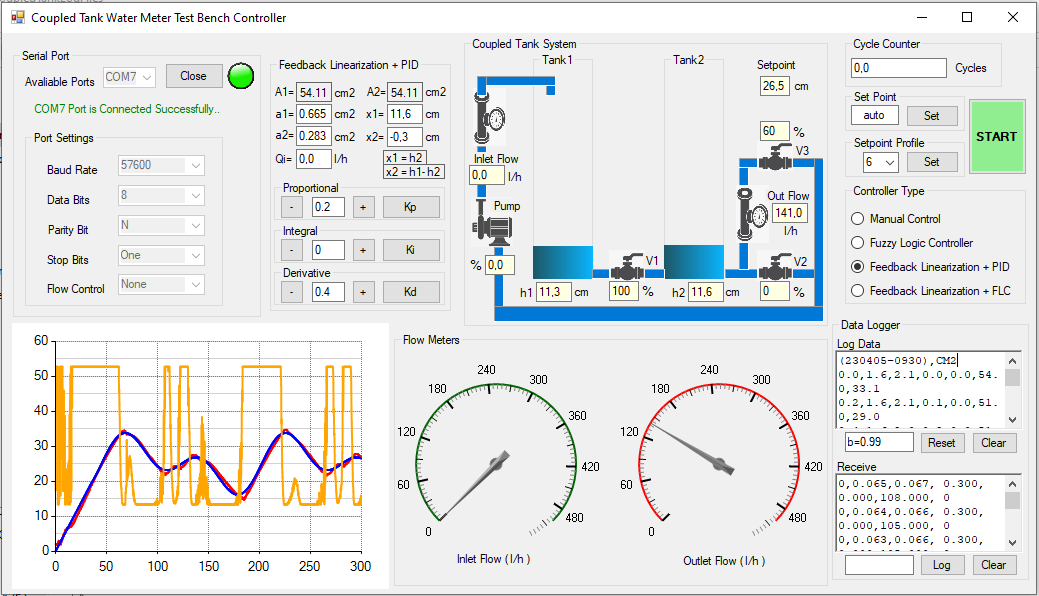 Coupled Tank Water Meter Test Bench Controller
Serial Port
Avaliable Ports COM7 Close
COM7 Port is Connected Successfully..
Port Settings
Baud Rate 57600
Data Bits 8
Parity Bit N
Stop Bits One
Flow Control None
Feedback Linearization + PID
A1= 54.11 cm2 A2= 54.11 cm2
a1= 0.665 cm2 x1= 11,6 cm
a2= 0.283 cm2 x2= -0,3 cm
Qi= 0,0 l/h x1 = h2
x2 = h1- h2
Proportional
- 0.2 + Kp
Integral
- 0 + Ki
Derivative
- 0.4 + Kd
Coupled Tank System
Tank1 Tank2
Setpoint
26,5 cm
60 %
V3
Inlet Flow
0,0 l/h
Pump
% 0,0
Out Flow
141,0
l/h
V1
V2
h1 11,3 cm 100 % h2 11,6 cm 0 %
Cycle Counter
0,0 Cycles
Set Point
auto Set
START
Setpoint Profile
6 Set
Controller Type
Manual Control
Fuzzy Logic Controller
Feedback Linearization + PID
Feedback Linearization + FLC
60
50
40
30
20
10
0
0 50 100 150 200 250 300
Flow Meters
0 60 120 180 240 300 360 420 480
Inlet Flow ( l/h )
0 60 120 180 240 300 360 420 480
Outlet Flow ( l/h )
Data Logger
Log Data
(230405-0930),CM2
0.0,1.6,2.1,0.0,0.0,54.
0,33.1
0.2,1.6,2.1,0.1,0.0,51.
0,29.0
b=0.99 Reset Clear
Receive
0,0.065,0.067, 0.300,
0.000,108.000, 0
0,0.064,0.066, 0.300,
0.000,105.000, 0
0,0.063,0.066, 0.300,
Log Clear